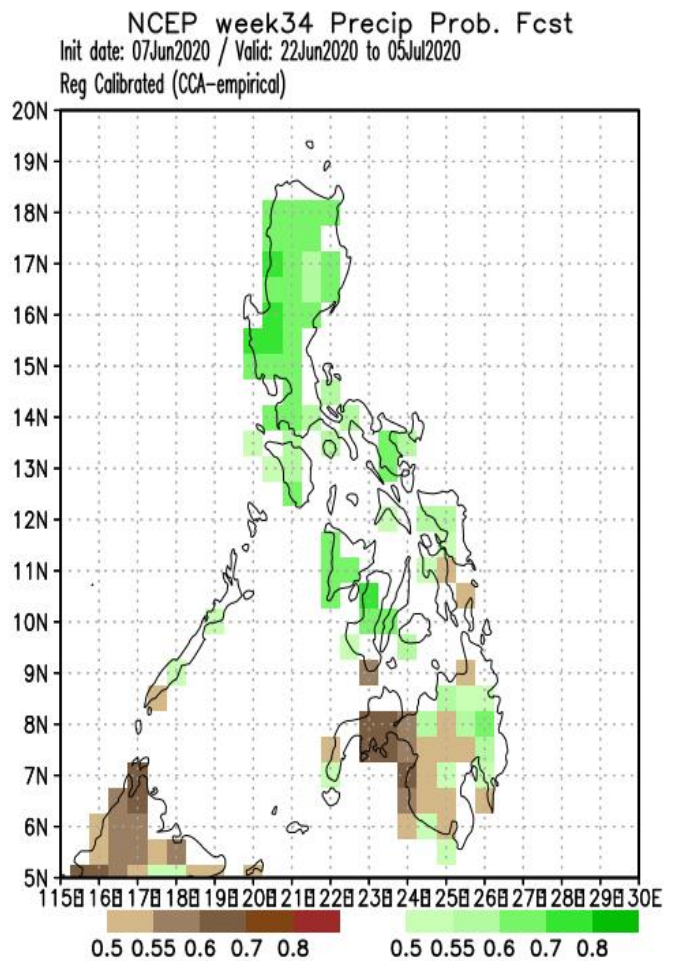 NCEP week34 Precip Prob. Fcst
Init date: 07Jun2020 / Valid: 22Jun2020 to 05Jul2020
Reg Calibrated (CCA-empirical)
20N
19N
18N
17N
16N
15N
14N
13N
12N
11N
10N
9N
8N
7N
6N
5N
115E 116E 117E 118E 119E 120E 121E 122E 123E 124E 125E 126E 127E 128E 129E 130E
0.5 0.55 0.6 0.7 0.8 0.5 0.55 0.6 0.7 0.8